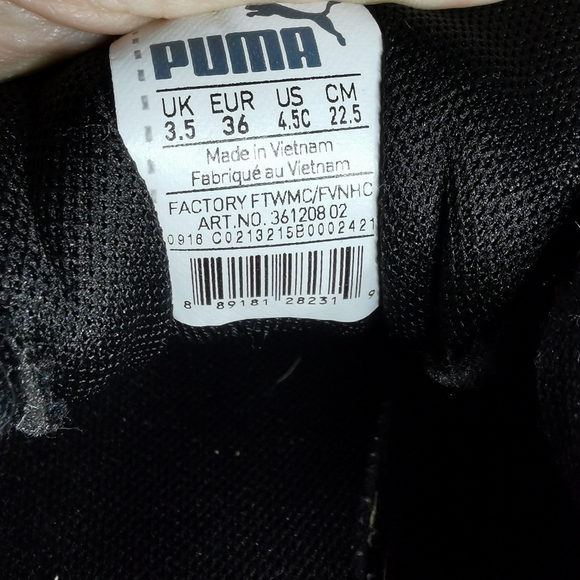 PUMA
UK EUR US CM
3.5 36 4.5C 22.5
Made in Vietnam
Fabriqué au Vietnam
FACTORY FTWMC/FVNHC
ART.NO. 361208 02
0918 C0213215B0002421
8 89181 28231 9